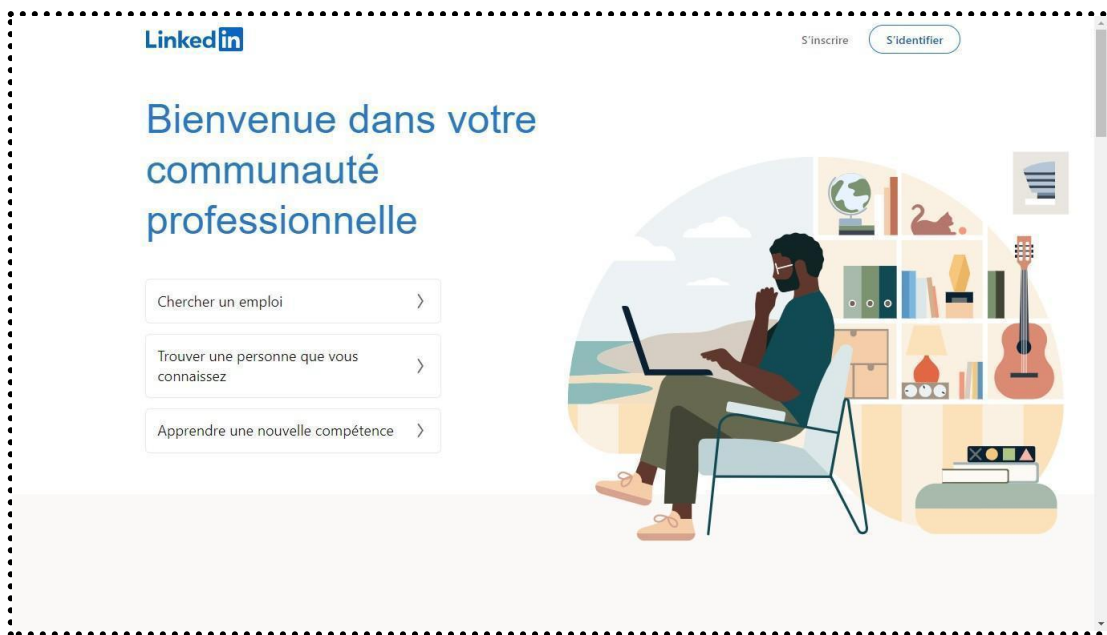 LinkedIn
S'inscrire
S'identifier
Bienvenue dans votre
communauté
professionnelle
Chercher un emploi
Trouver une personne que vous
connaissez
Apprendre une nouvelle compétence